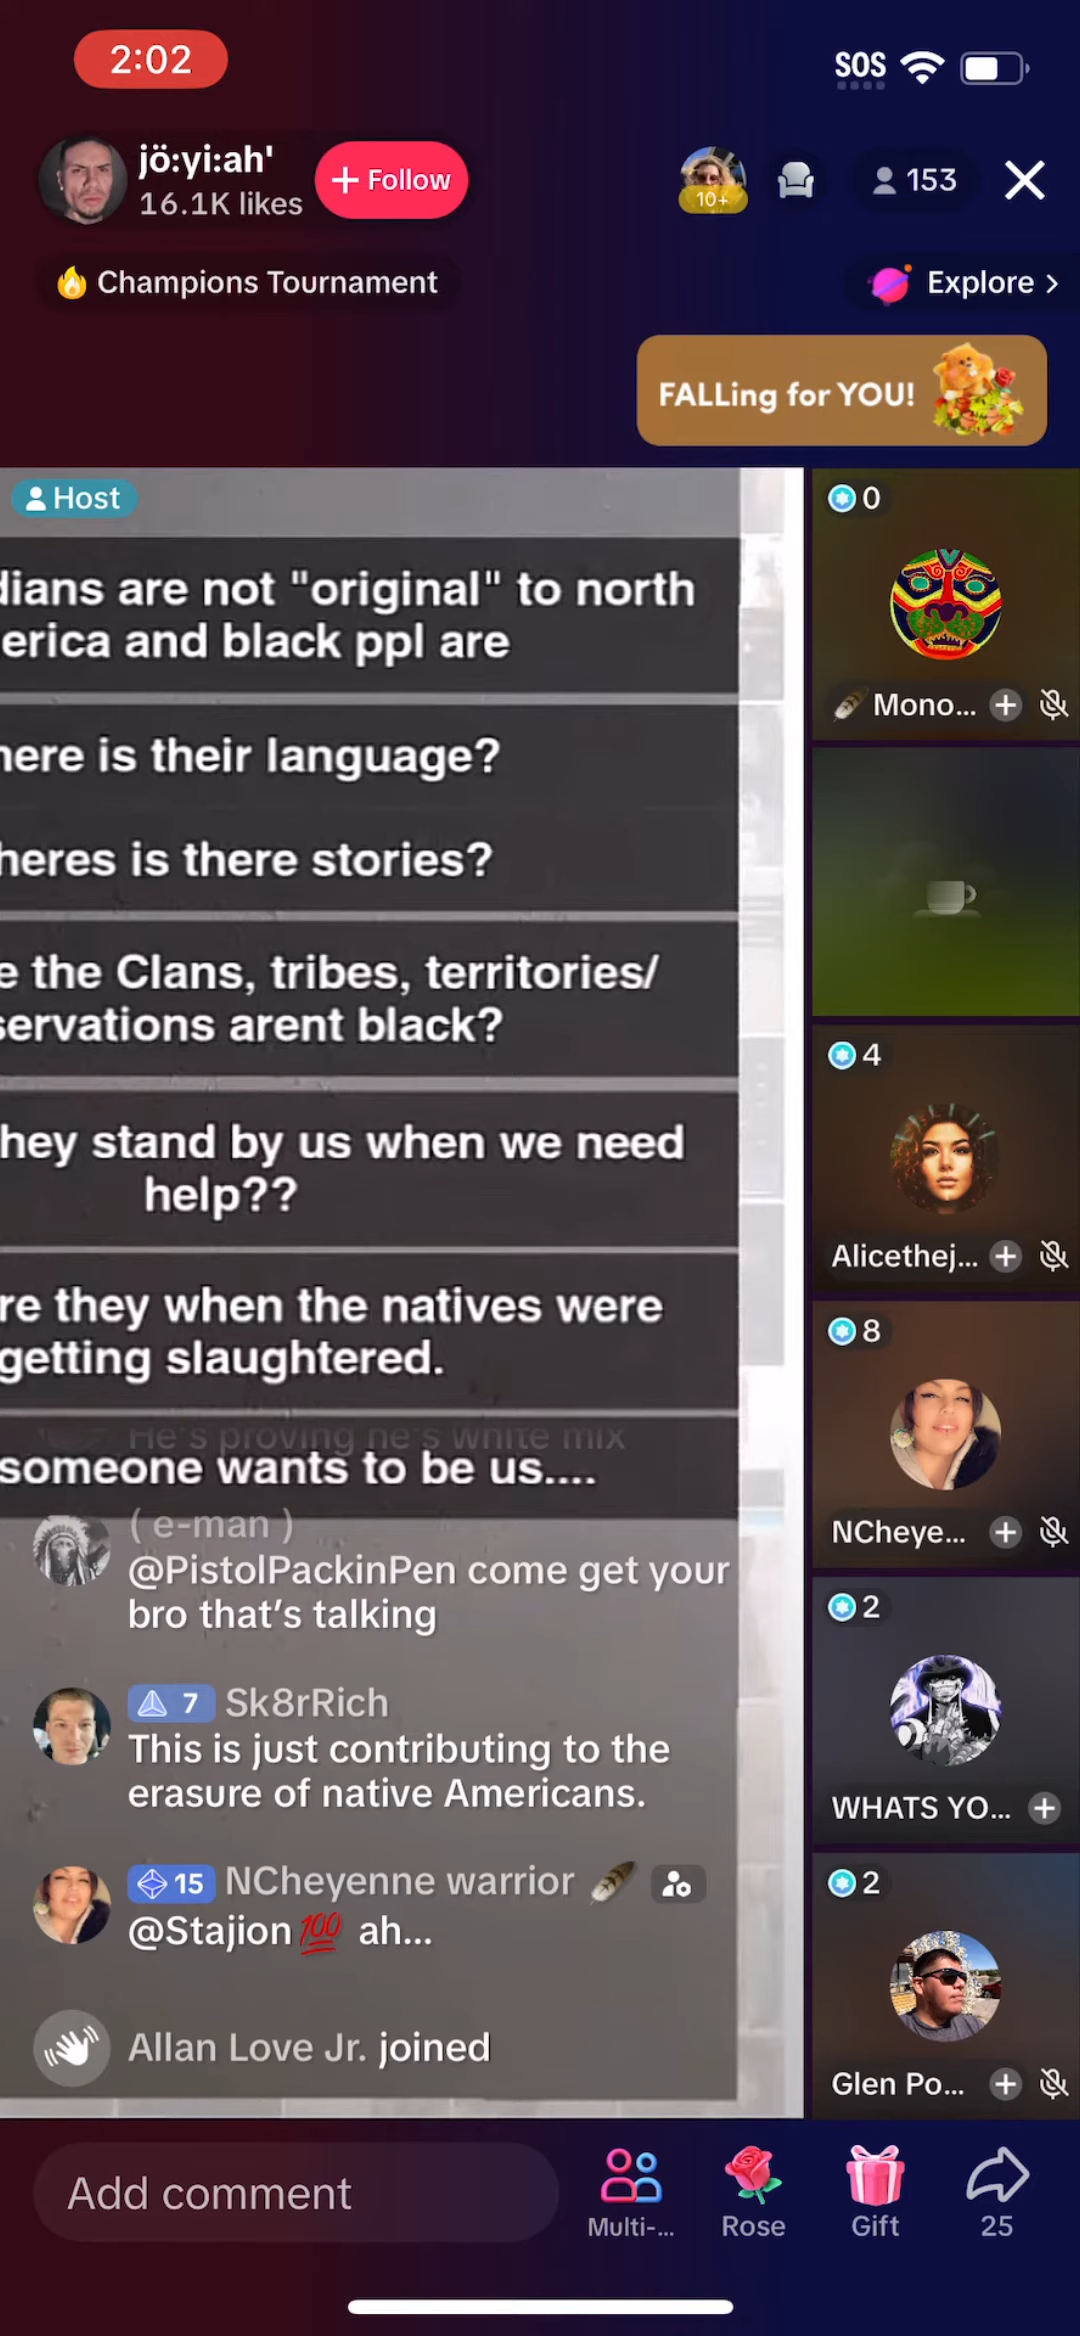 2:02
SOS
jö:yi:ah'
16.1K likes
+ Follow
10+
153
🔥 Champions Tournament
Explore >
FALLing for YOU!
Host
0
dians are not "original" to north
erica and black ppl are
Mono...
here is their language?
heres is there stories?
e the Clans, tribes, territories/
servations arent black?
4
hey stand by us when we need
help??
Alicethej...
re they when the natives were
getting slaughtered.
8
He's proving he's white mix
someone wants to be us....
NCheye...
( e-man )
@PistolPackinPen come get your
bro that's talking
2
7 Sk8rRich
This is just contributing to the
erasure of native Americans.
WHATS YO...
15 NCheyenne warrior
@Stajion💯 ah...
2
Allan Love Jr. joined
Glen Po...
Add comment
Multi-...
Rose
Gift
25